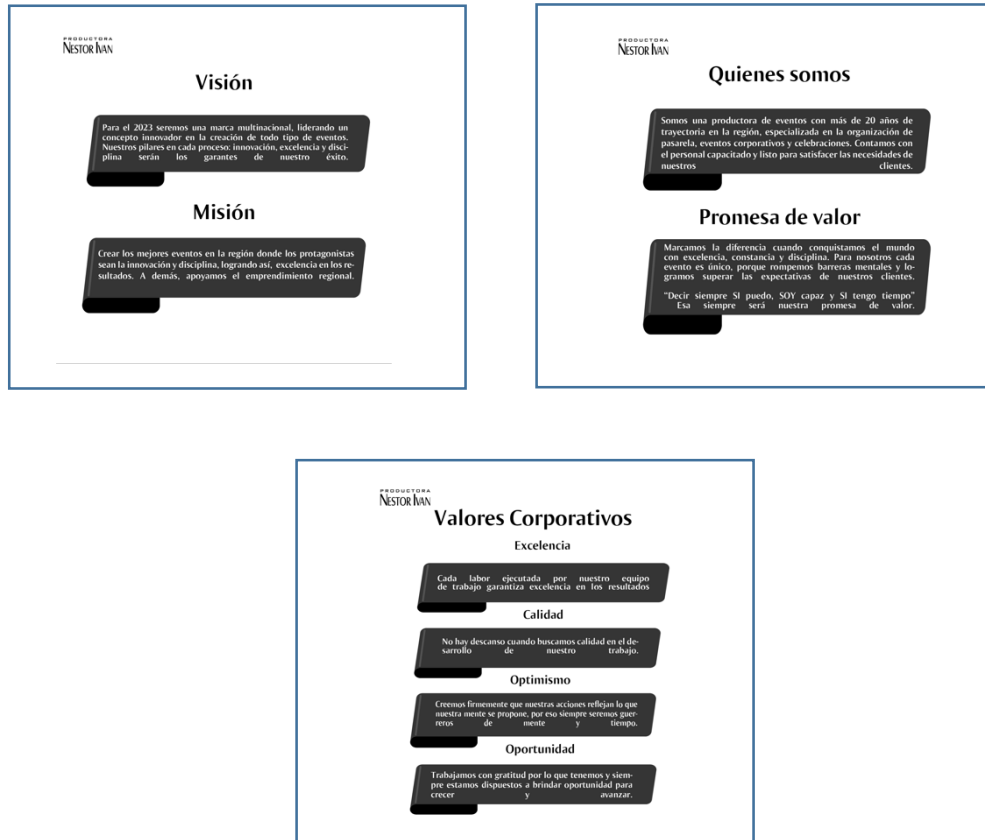 PRODUCTORA
NESTOR IVAN
Visión
Para el 2023 seremos una marca multinacional, liderando un
concepto innovador en la creación de todo tipo de eventos.
Nuestros pilares en cada proceso: innovación, excelencia y disci-
plina serán los garantes de nuestro éxito.
Misión
Crear los mejores eventos en la región donde los protagonistas
sean la innovación y disciplina, logrando así, excelencia en los re-
sultados. A demás, apoyamos el emprendimiento regional.
PRODUCTORA
NESTOR IVAN
Quienes somos
Somos una productora de eventos con más de 20 años de
trayectoria en la región, especializada en la organización de
pasarela, eventos corporativos y celebraciones. Contamos con
el personal capacitado y listo para satisfacer las necesidades de
nuestros clientes.
Promesa de valor
Marcamos la diferencia cuando conquistamos el mundo
con excelencia, constancia y disciplina. Para nosotros cada
evento es único, porque rompemos barreras mentales y lo-
gramos superar las expectativas de nuestros clientes.
“Decir siempre SI puedo, SOY capaz y SI tengo tiempo”
Esa siempre será nuestra promesa de valor.
PRODUCTORA
NESTOR IVAN
Valores Corporativos
Excelencia
Cada labor ejecutada por nuestro equipo
de trabajo garantiza excelencia en los resultados
Calidad
No hay descanso cuando buscamos calidad en el de-
sarrollo de nuestro trabajo.
Optimismo
Creemos firmemente que nuestras acciones reflejan lo que
nuestra mente se propone, por eso siempre seremos guer-
reros de mente y tiempo.
Oportunidad
Trabajamos con gratitud por lo que tenemos y siem-
pre estamos dispuestos a brindar oportunidad para
crecer y avanzar.